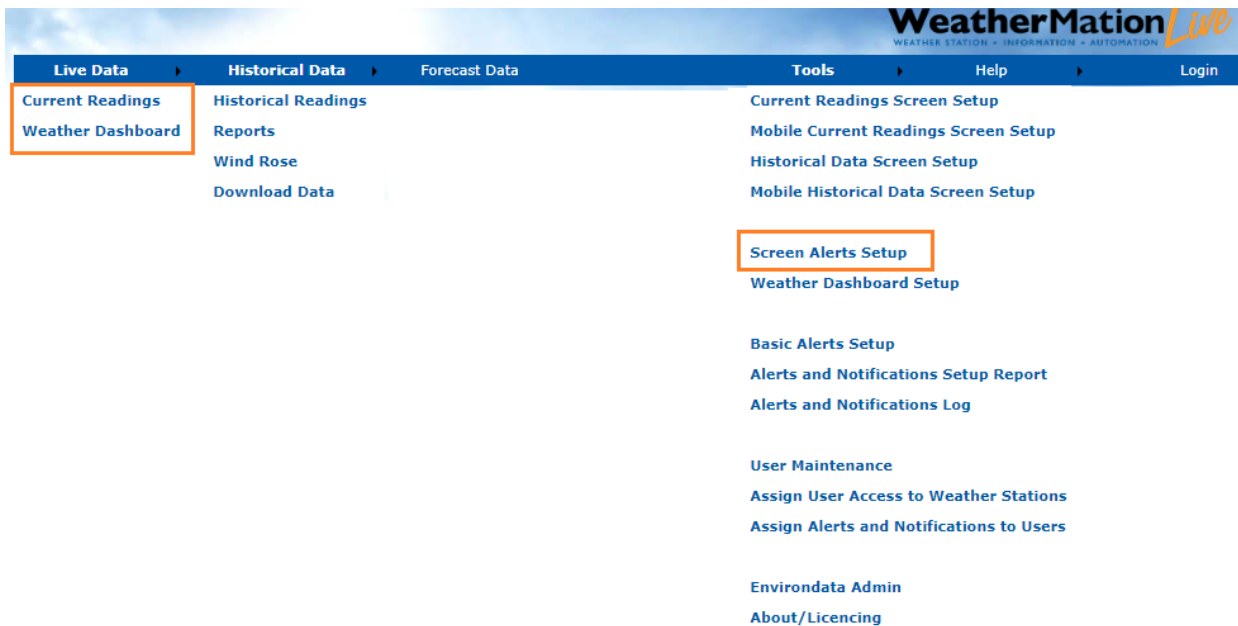 WeatherMation Live
WEATHER STATION • INFORMATION • AUTOMATION
Live Data Historical Data Forecast Data Tools Help Login
Current Readings Historical Readings Current Readings Screen Setup
Weather Dashboard Reports Mobile Current Readings Screen Setup
Wind Rose Historical Data Screen Setup
Download Data Mobile Historical Data Screen Setup
Screen Alerts Setup
Weather Dashboard Setup
Basic Alerts Setup
Alerts and Notifications Setup Report
Alerts and Notifications Log
User Maintenance
Assign User Access to Weather Stations
Assign Alerts and Notifications to Users
Environdata Admin
About/Licencing